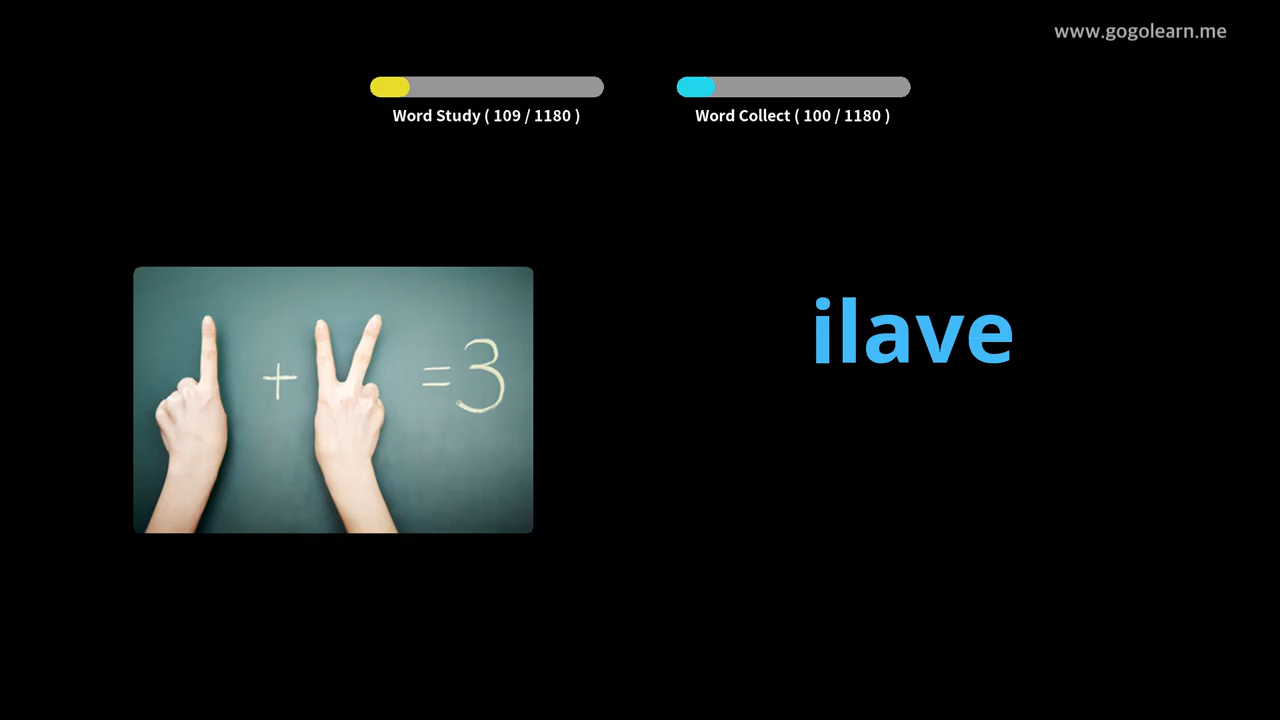 www.gogolearn.me
Word Study ( 109 / 1180 )
Word Collect ( 100 / 1180 )
+ = 3
ilave